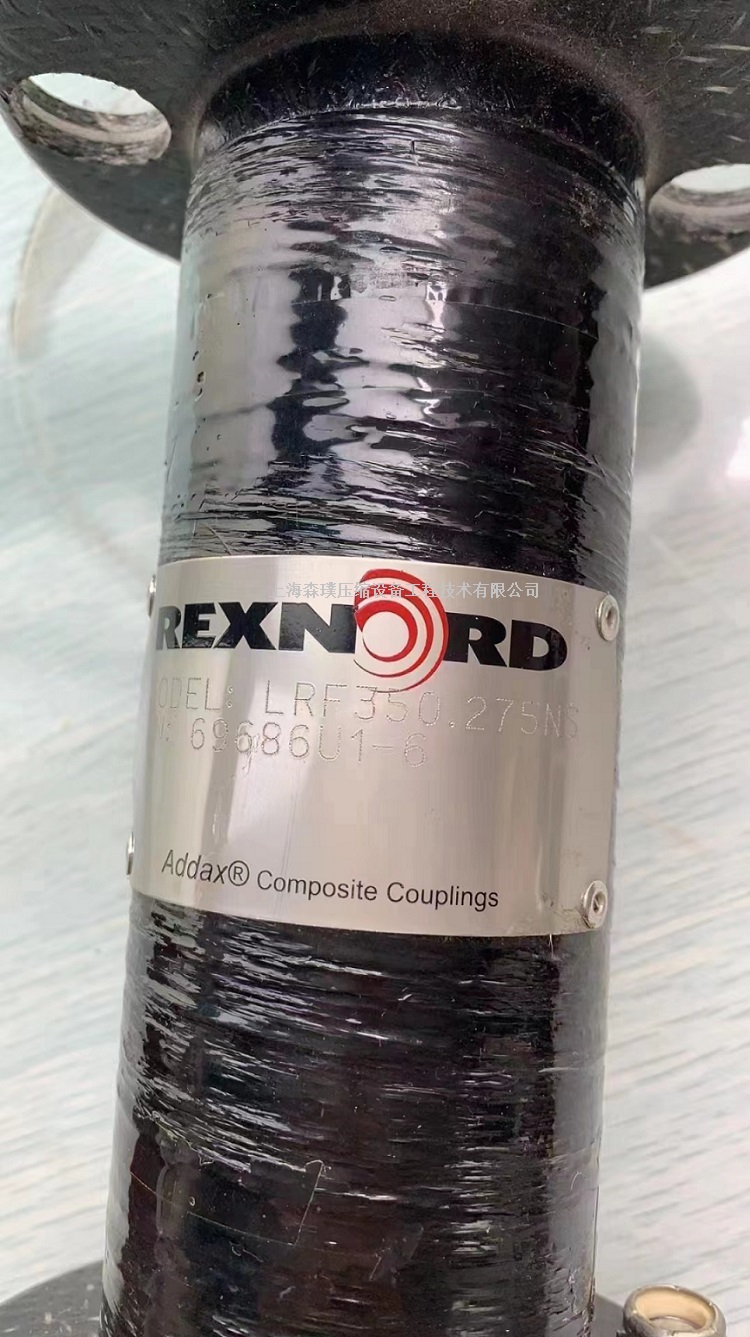 上海森璞压缩设备工程技术有限公司
REXNORD
ODEL: LRF350.275NS
N: 69686U1-6
Addax® Composite Couplings